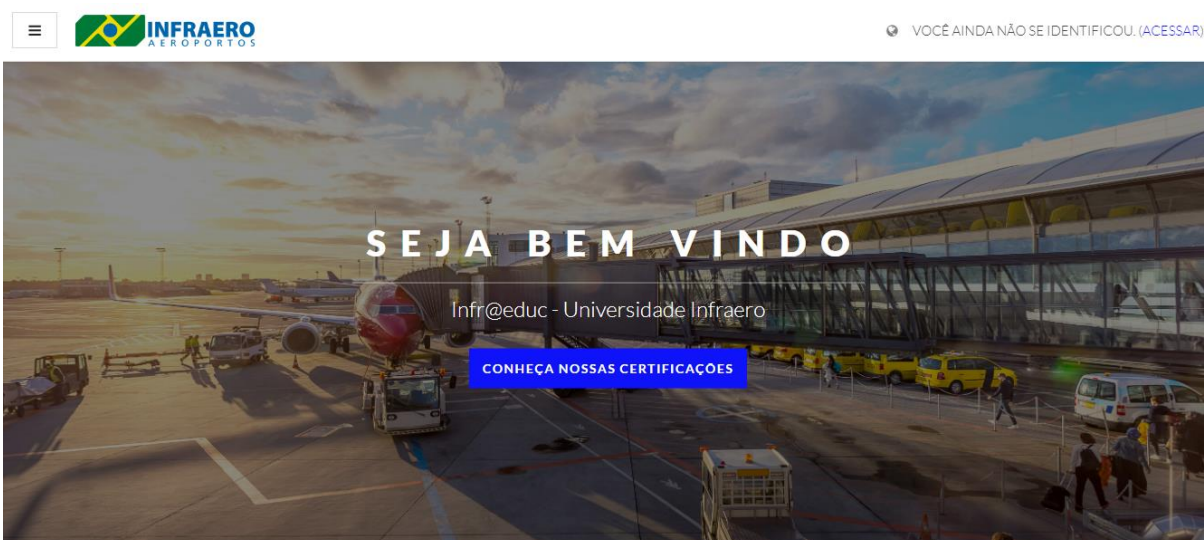 INFRAERO
AEROPORTOS
VOCÊ AINDA NÃO SE IDENTIFICOU. (ACESSAR)
SEJA BEM VINDO
Infr@educ - Universidade Infraero
CONHEÇA NOSSAS CERTIFICAÇÕES